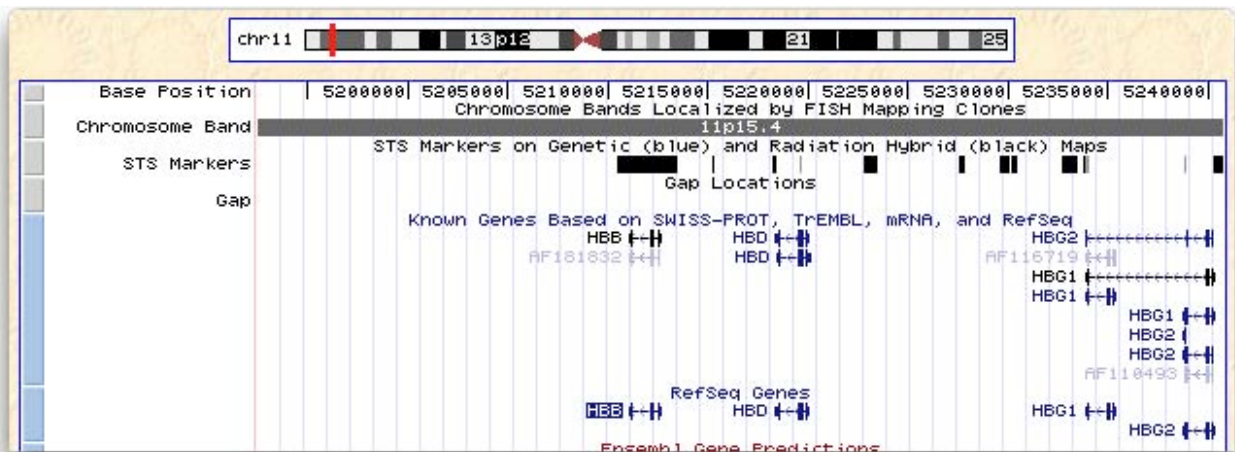 chr11 13 p12 21 25
Base Position | 5200000| 5205000| 5210000| 5215000| 5220000| 5225000| 5230000| 5235000| 5240000|
Chromosome Bands Localized by FISH Mapping Clones
Chromosome Band 11p15.4
STS Markers on Genetic (blue) and Radiation Hybrid (black) Maps
STS Markers
Gap Locations
Gap
Known Genes Based on SWISS-PROT, TrEMBL, mRNA, and RefSeq
HBB HBD HBG2
AF181832 HBD AF116719
HBG1
HBG1
HBG1
HBG2
HBG2
AF110493
RefSeq Genes
HBB HBD HBG1
HBG2
Ensembl Gene Predictions